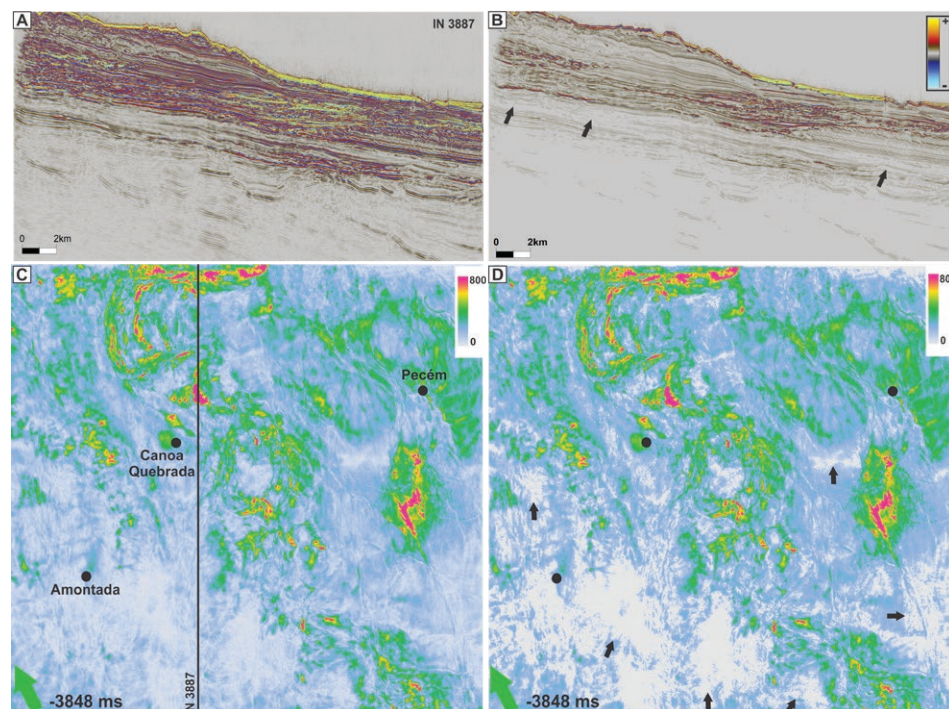 A
IN 3887
0 2km
B
+
-
0 2km
C
800
0
Pecém
Canoa
Quebrada
Amontada
-3848 ms
IN 3887
D
80
0
-3848 ms